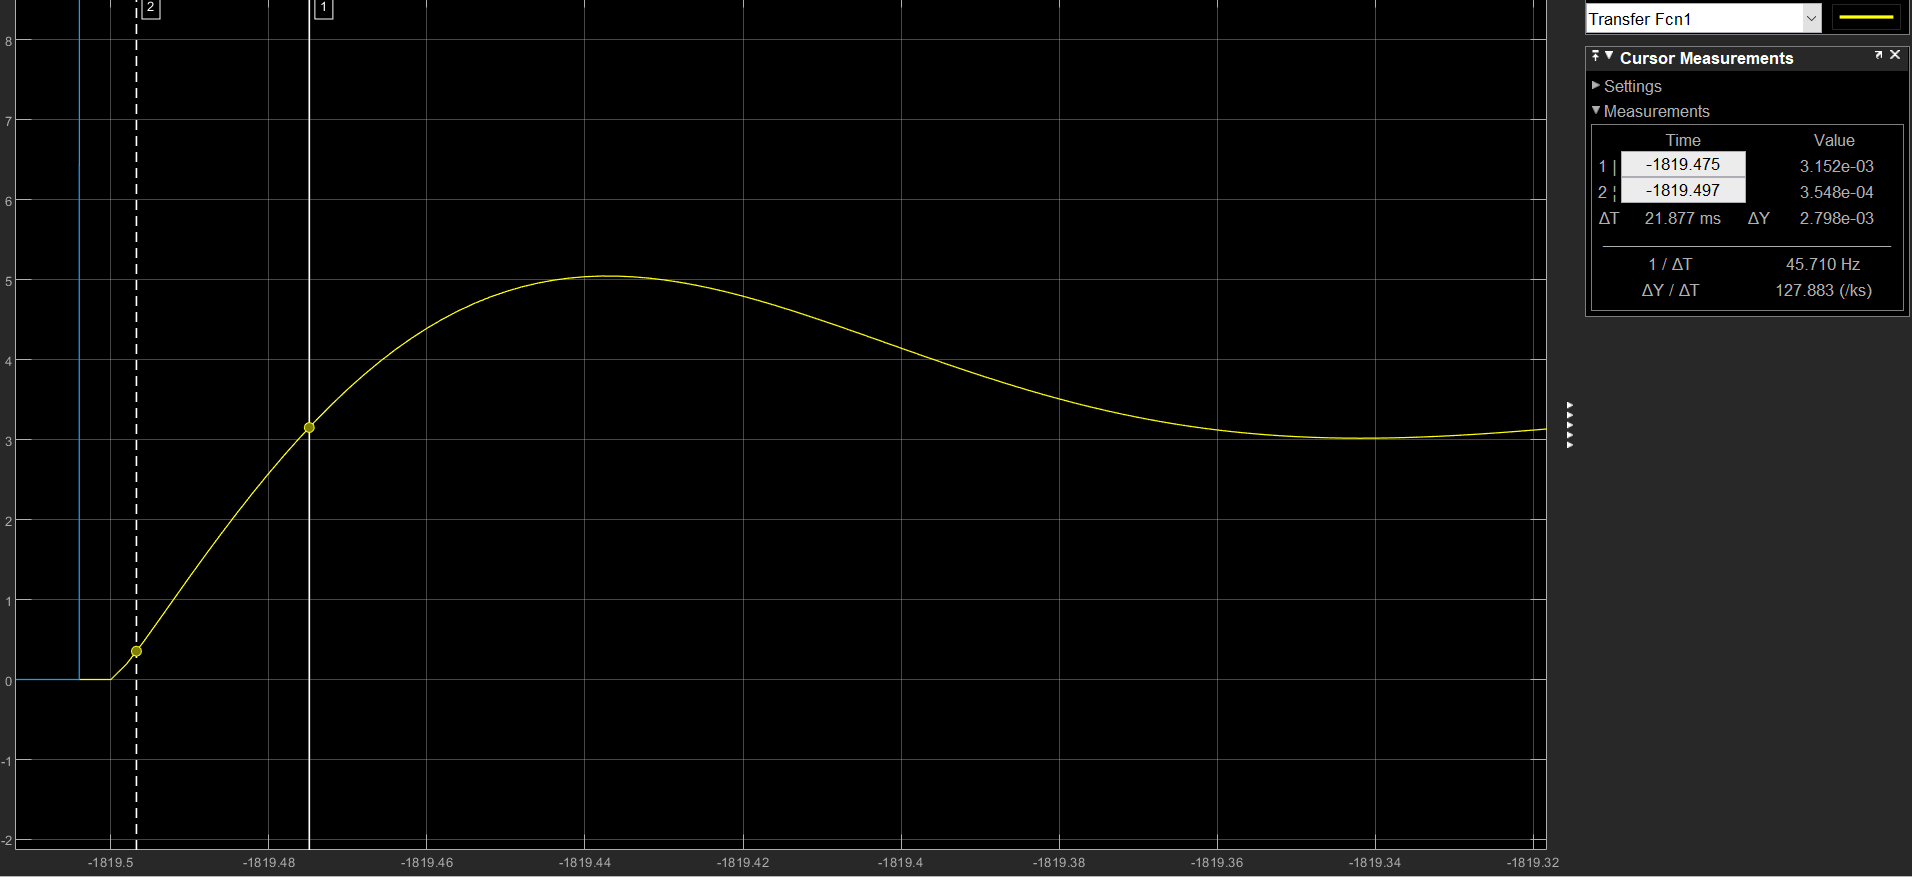 2
1
8
7
6
5
4
3
2
1
0
-1
-2
-1819.5
-1819.48
-1819.46
-1819.44
-1819.42
-1819.4
-1819.38
-1819.36
-1819.34
-1819.32
Transfer Fcn1
Cursor Measurements
Settings
Measurements
Time Value
1 | -1819.475 3.152e-03
2 ¦ -1819.497 3.548e-04
ΔT 21.877 ms ΔY 2.798e-03
1 / ΔT 45.710 Hz
ΔY / ΔT 127.883 (/ks)